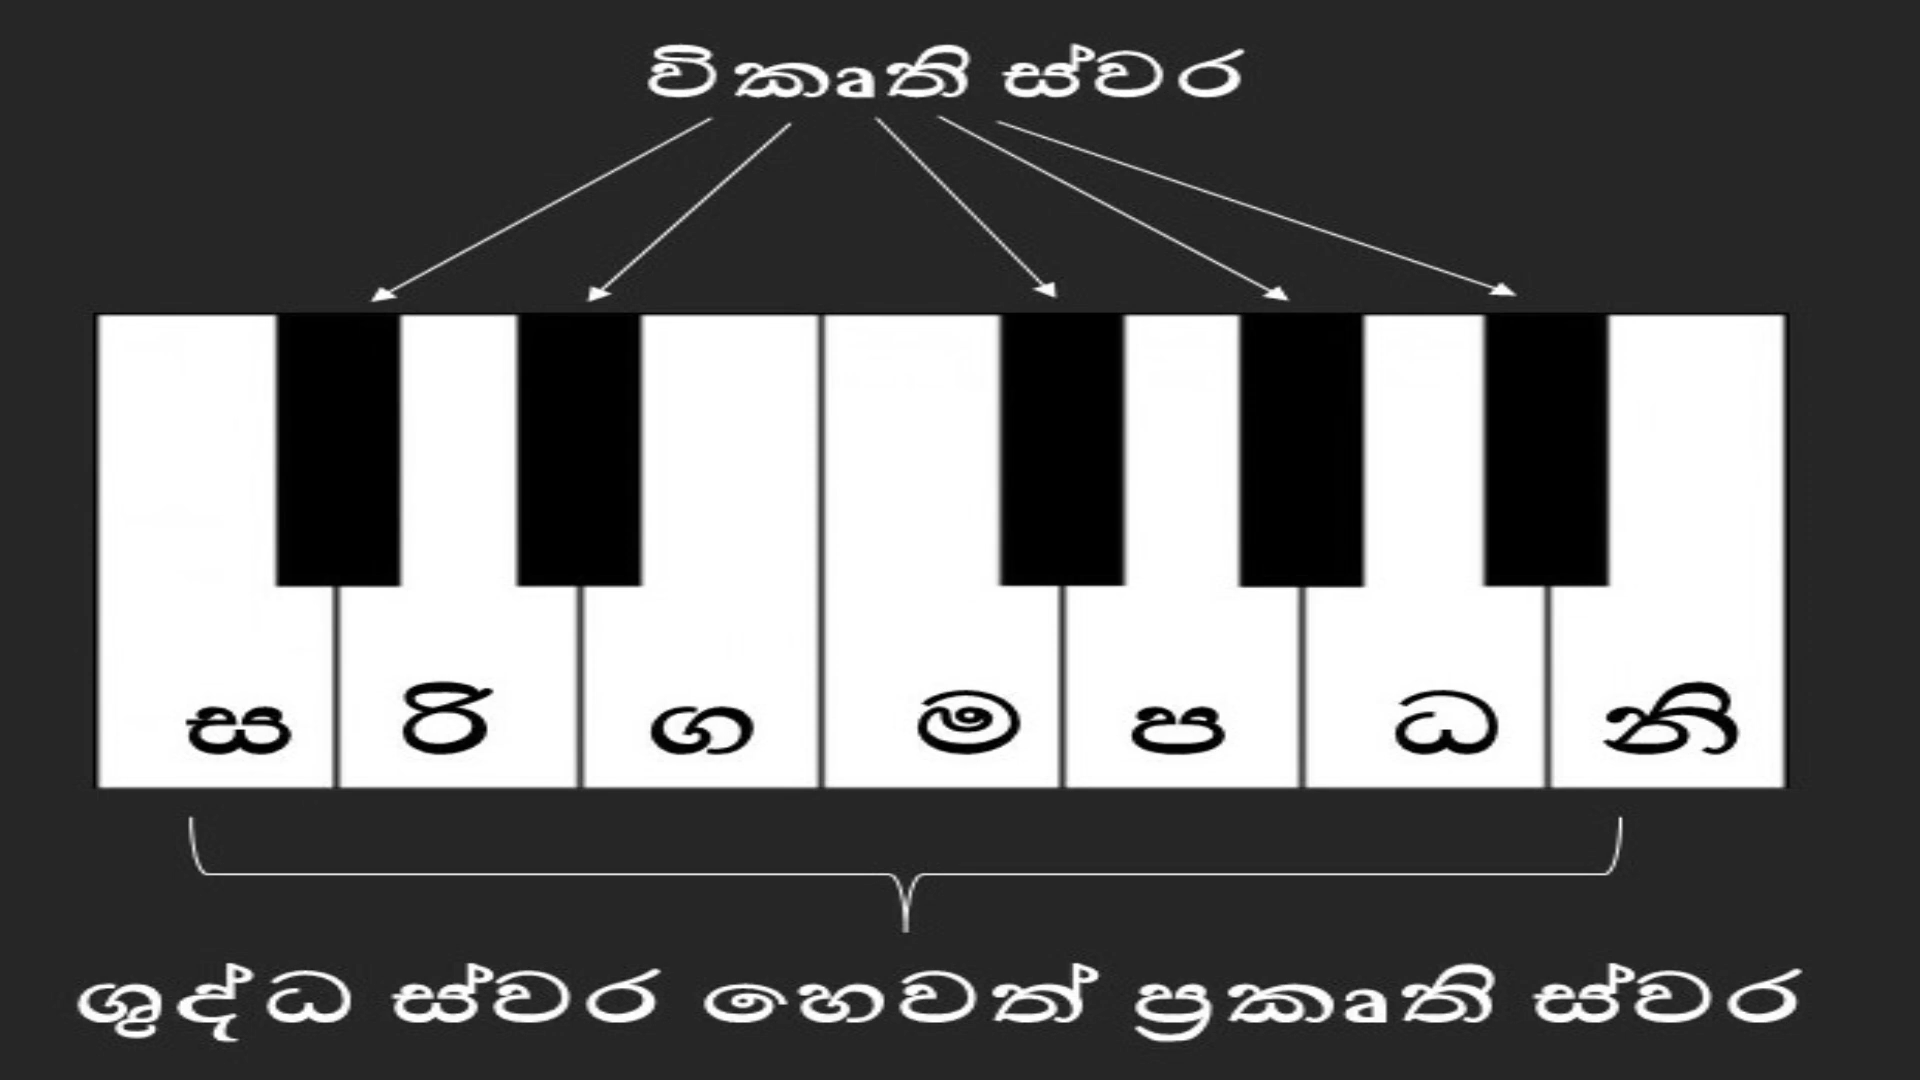 විකෘති ස්වර
ස රි ග ම ප ධ නි
ශුද්ධ ස්වර හෙවත් ප්‍රකෘති ස්වර